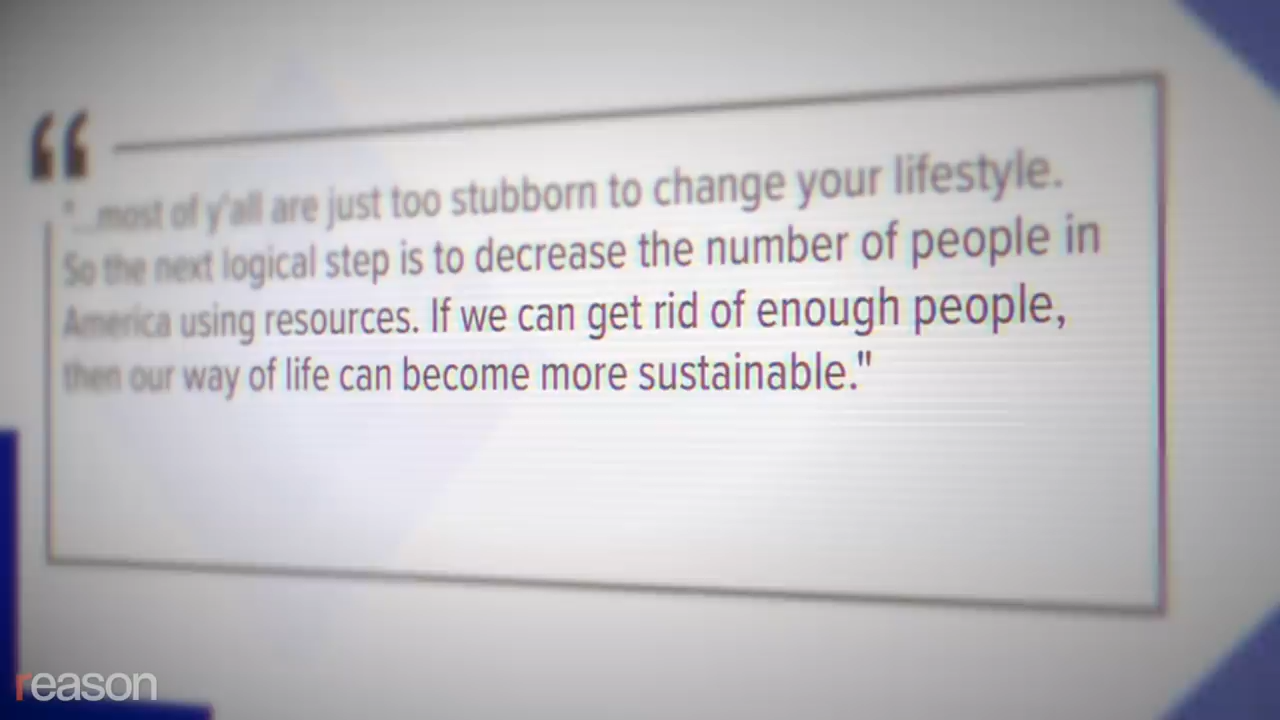 “
"...most of y'all are just too stubborn to change your lifestyle.
So the next logical step is to decrease the number of people in
America using resources. If we can get rid of enough people,
then our way of life can become more sustainable."
reason